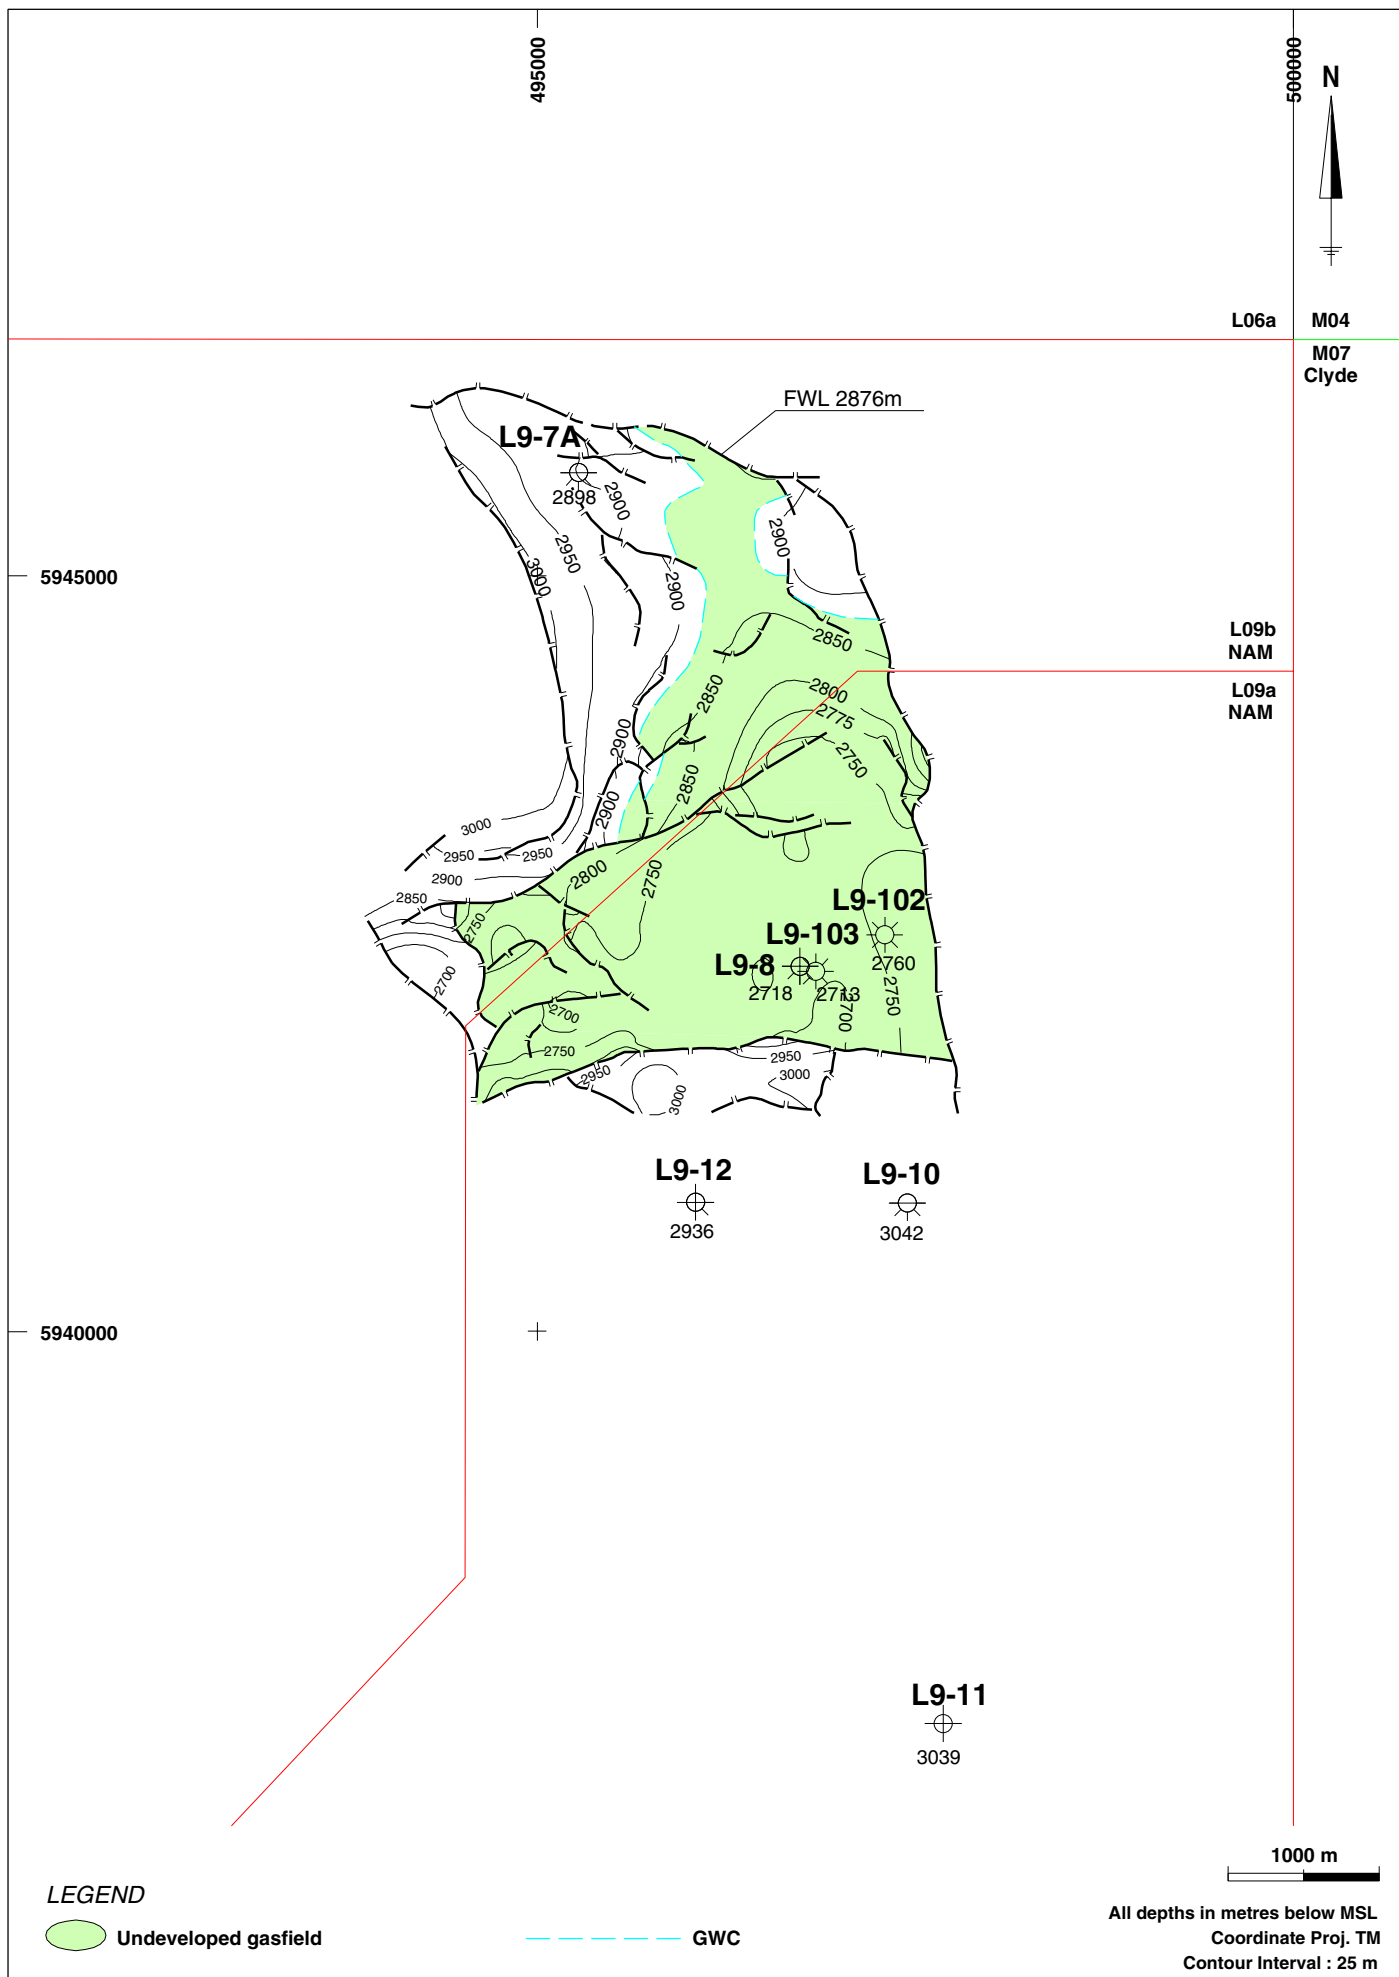 495000
500000
N
L06a
M04
M07
Clyde
FWL 2876m
L9-7A
2898
2900
2950
3000
2900
2900
5945000
2850
L09b
NAM
L09a
NAM
2800
2775
2750
2850
2900
2850
2900
3000
2950
2950
2900
2850
2800
2750
2750
2700
L9-102
2760
L9-103
L9-8
2718
2713
2700
2750
2700
2750
2950
2950
3000
3000
L9-12
2936
L9-10
3042
5940000
L9-11
3039
1000 m
LEGEND
Undeveloped gasfield
GWC
All depths in metres below MSL
Coordinate Proj. TM
Contour Interval : 25 m